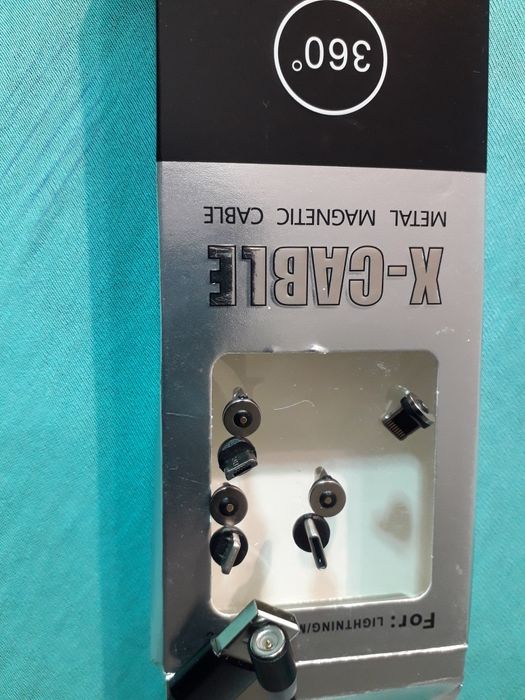 For: LIGHTNING/
X-CABLE
METAL MAGNETIC CABLE
360°